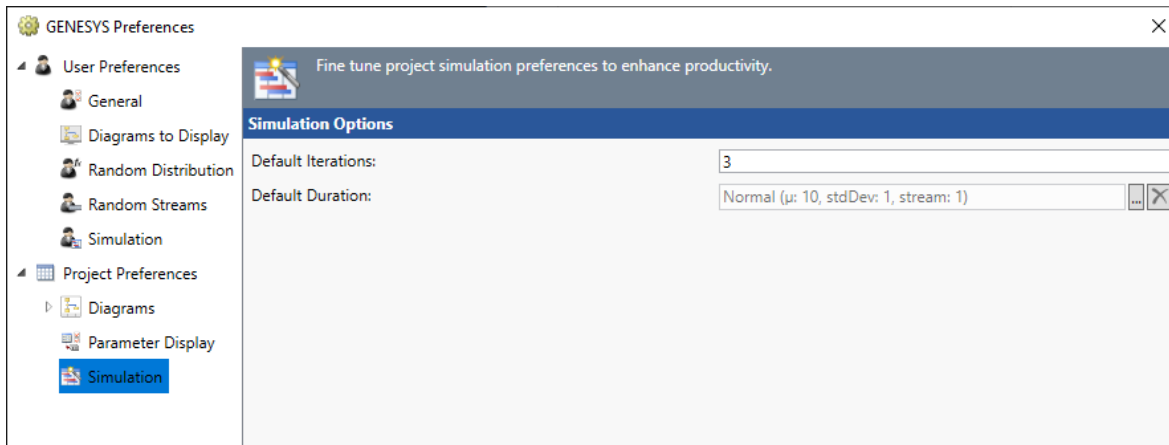 GENESYS Preferences
User Preferences
General
Diagrams to Display
Random Distribution
Random Streams
Simulation
Project Preferences
Diagrams
Parameter Display
Simulation
Fine tune project simulation preferences to enhance productivity.
Simulation Options
Default Iterations:
3
Default Duration:
Normal (µ: 10, stdDev: 1, stream: 1)
...